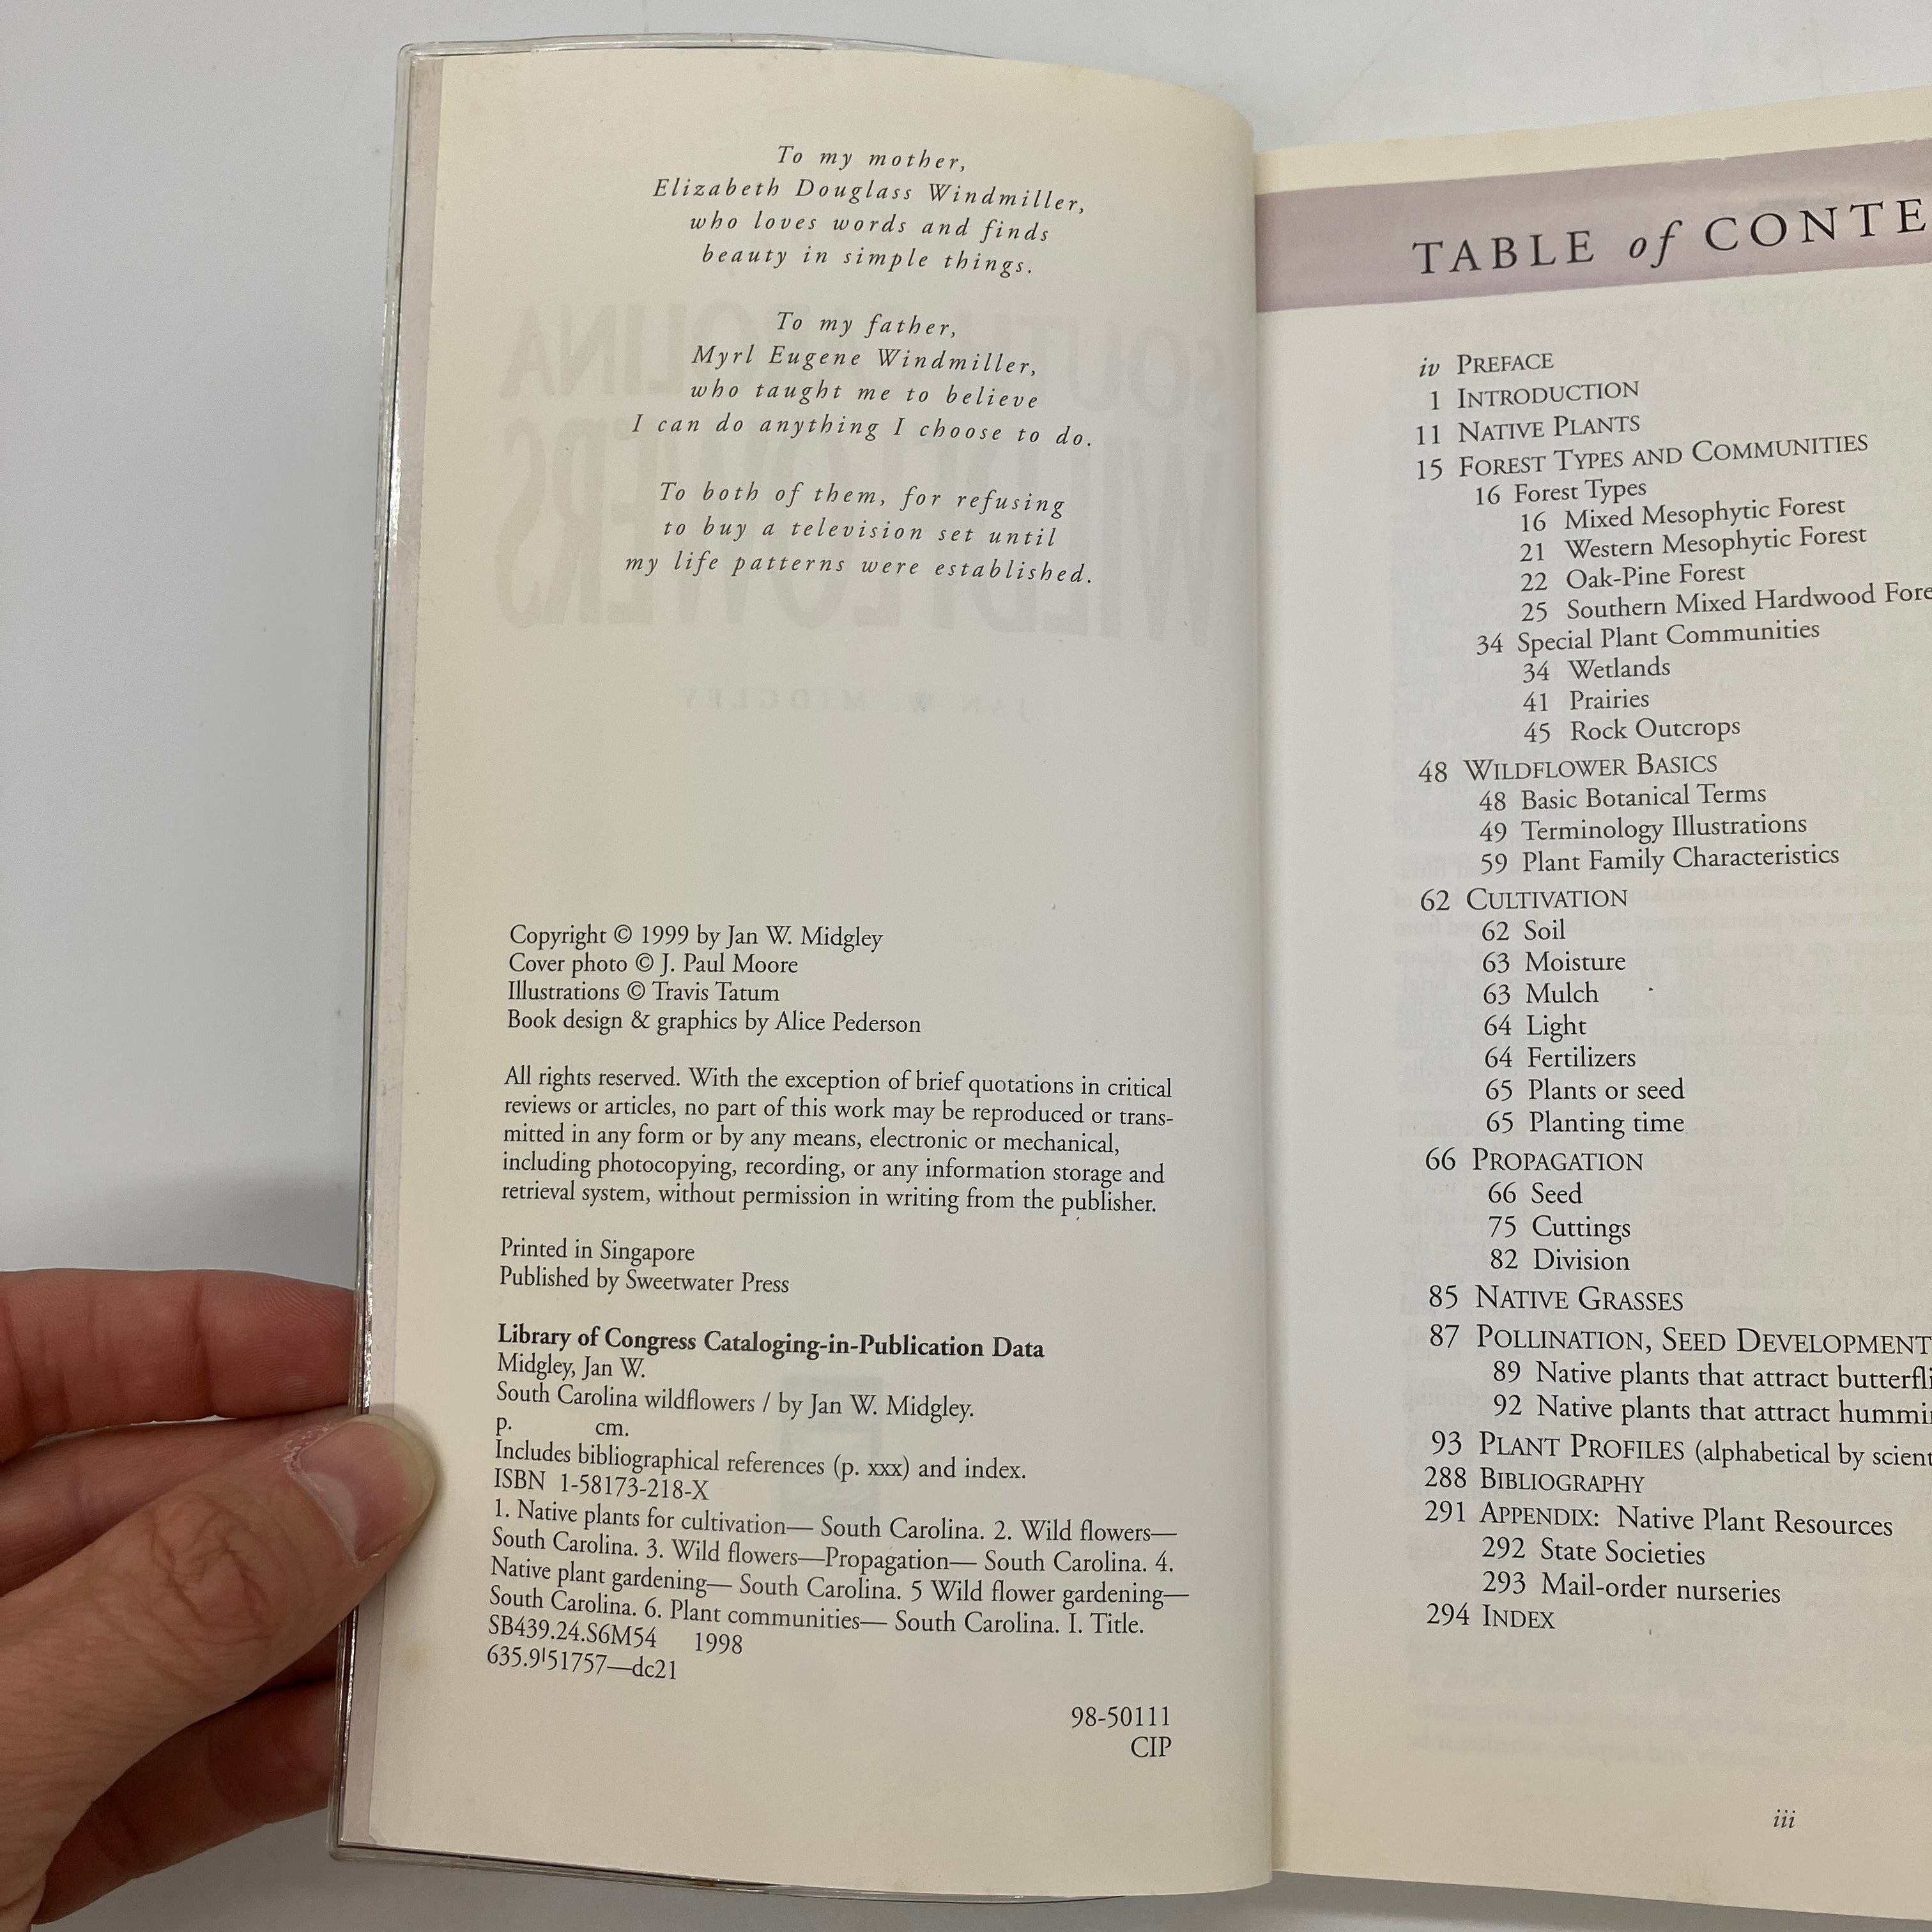 To my mother,
Elizabeth Douglass Windmiller,
who loves words and finds
beauty in simple things.
To my father,
Myrl Eugene Windmiller,
who taught me to believe
I can do anything I choose to do.
To both of them, for refusing
to buy a television set until
my life patterns were established.
Copyright © 1999 by Jan W. Midgley
Cover photo © J. Paul Moore
Illustrations © Travis Tatum
Book design & graphics by Alice Pederson
All rights reserved. With the exception of brief quotations in critical
reviews or articles, no part of this work may be reproduced or trans-
mitted in any form or by any means, electronic or mechanical,
including photocopying, recording, or any information storage and
retrieval system, without permission in writing from the publisher.
Printed in Singapore
Published by Sweetwater Press
Library of Congress Cataloging-in-Publication Data
Midgley, Jan W.
South Carolina wildflowers / by Jan W. Midgley.
p. cm.
Includes bibliographical references (p. xxx) and index.
ISBN 1-58173-218-X
1. Native plants for cultivation— South Carolina. 2. Wild flowers—
South Carolina. 3. Wild flowers—Propagation— South Carolina. 4.
Native plant gardening— South Carolina. 5 Wild flower gardening—
South Carolina. 6. Plant communities— South Carolina. I. Title.
SB439.24.S6M54 1998
635.9'51757—dc21
98-50111
CIP
TABLE of CONTE
iv PREFACE
1 INTRODUCTION
11 NATIVE PLANTS
15 FOREST TYPES AND COMMUNITIES
16 Forest Types
16 Mixed Mesophytic Forest
21 Western Mesophytic Forest
22 Oak-Pine Forest
25 Southern Mixed Hardwood Fore
34 Special Plant Communities
34 Wetlands
41 Prairies
45 Rock Outcrops
48 WILDFLOWER BASICS
48 Basic Botanical Terms
49 Terminology Illustrations
59 Plant Family Characteristics
62 CULTIVATION
62 Soil
63 Moisture
63 Mulch
64 Light
64 Fertilizers
65 Plants or seed
65 Planting time
66 PROPAGATION
66 Seed
75 Cuttings
82 Division
85 NATIVE GRASSES
87 POLLINATION, SEED DEVELOPMENT
89 Native plants that attract butterfli
92 Native plants that attract hummi
93 PLANT PROFILES (alphabetical by scient
288 BIBLIOGRAPHY
291 APPENDIX: Native Plant Resources
292 State Societies
293 Mail-order nurseries
294 INDEX
iii